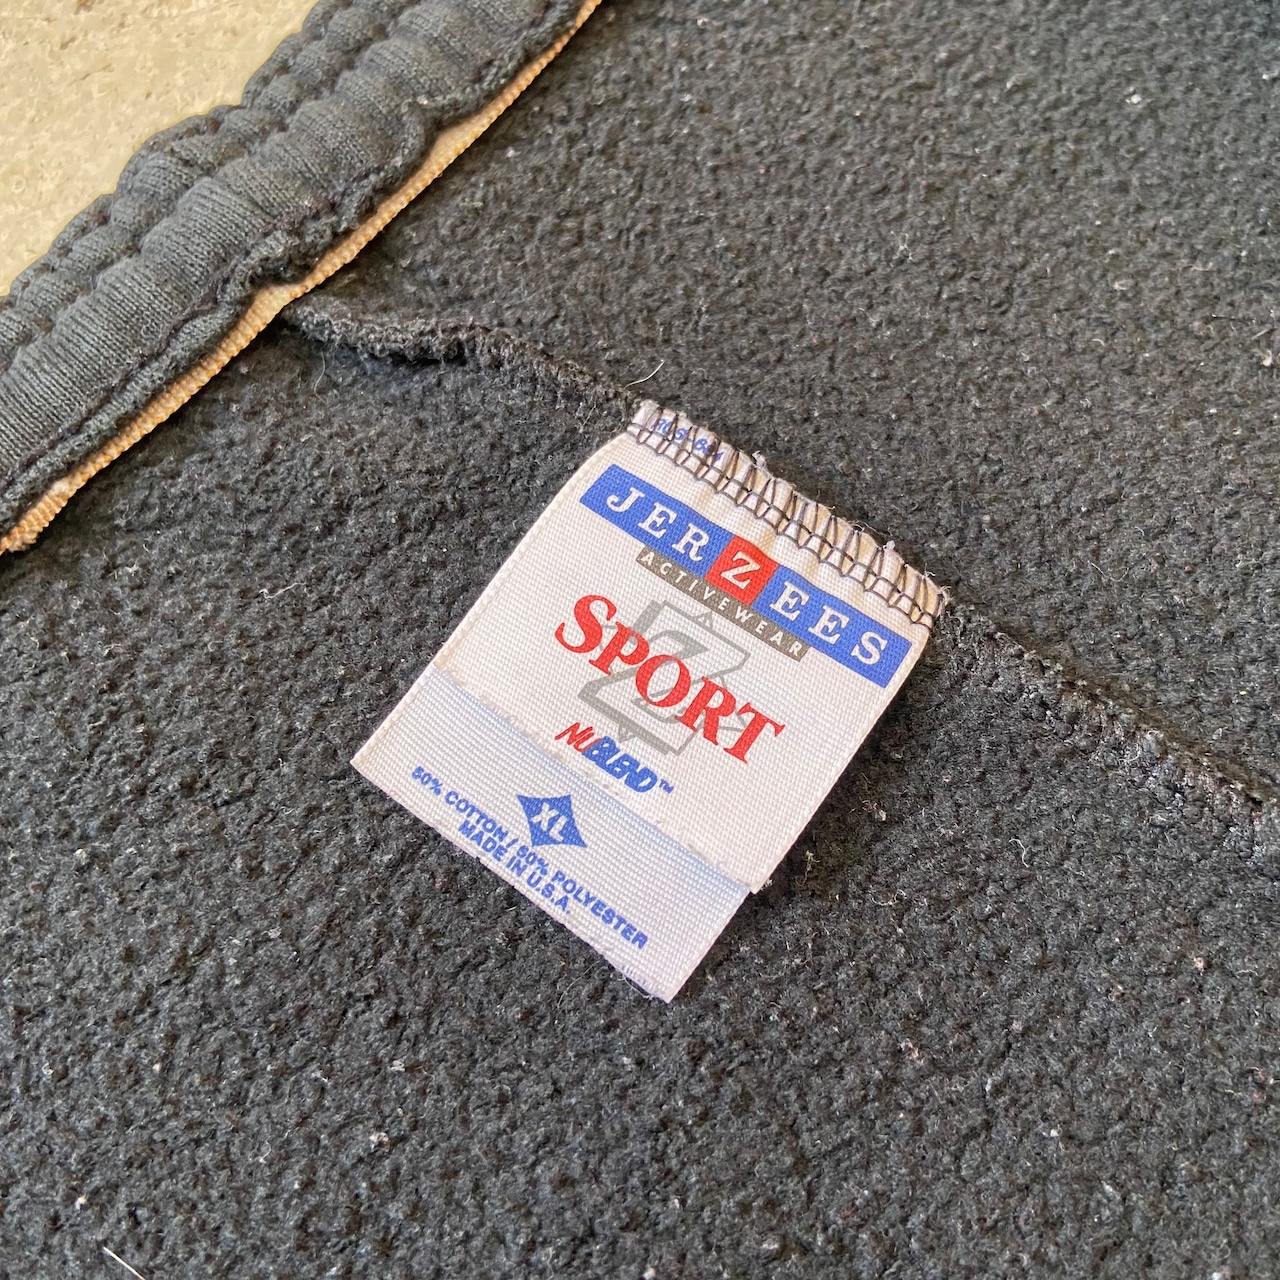 JERZEES
ACTIVEWEAR
Z
SPORT
NUBLEND™
XL
50% COTTON / 50% POLYESTER
MADE IN U.S.A.